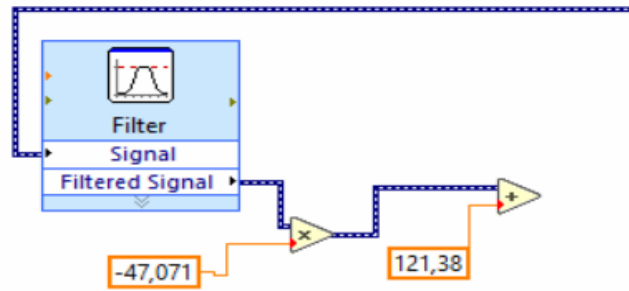 Filter
Signal
Filtered Signal
×
+
-47,071
121,38